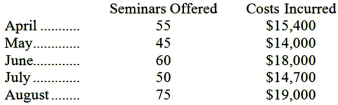 Seminars Offered Costs Incurred
April ........... 55 $15,400
May............. 45 $14,000
June............. 60 $18,000
July ............. 50 $14,700
August ........ 75 $19,000